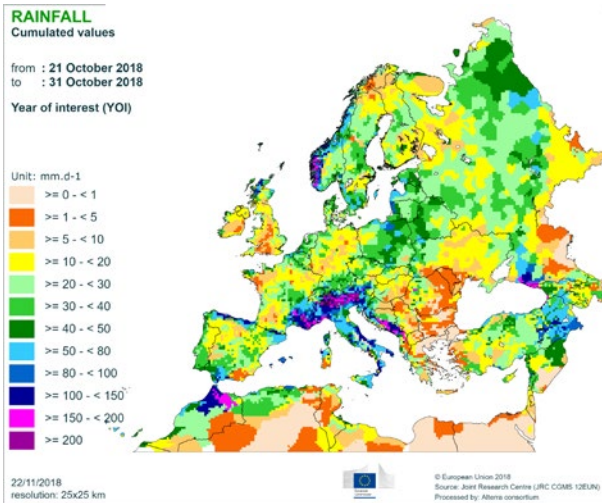 RAINFALL
Cumulated values
from : 21 October 2018
to : 31 October 2018
Year of interest (YOI)
Unit: mm.d-1
>= 0 - < 1
>= 1 - < 5
>= 5 - < 10
>= 10 - < 20
>= 20 - < 30
>= 30 - < 40
>= 40 - < 50
>= 50 - < 80
>= 80 - < 100
>= 100 - < 150
>= 150 - < 200
>= 200
22/11/2018
resolution: 25x25 km
© European Union 2018
Source: Joint Research Centre (JRC CGMS 12EUN)
Processed by: Alterra consortium